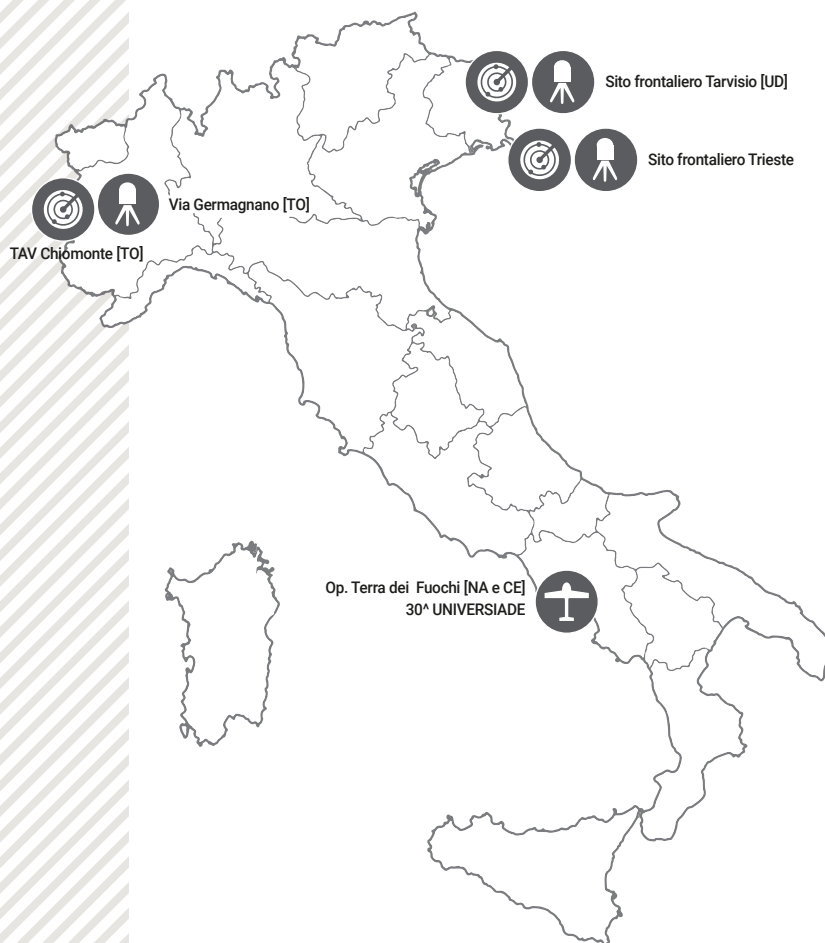 Sito frontaliero Tarvisio [UD]
Sito frontaliero Trieste
Via Germagnano [TO]
TAV Chiomonte [TO]
Op. Terra dei Fuochi [NA e CE]
30^ UNIVERSIADE